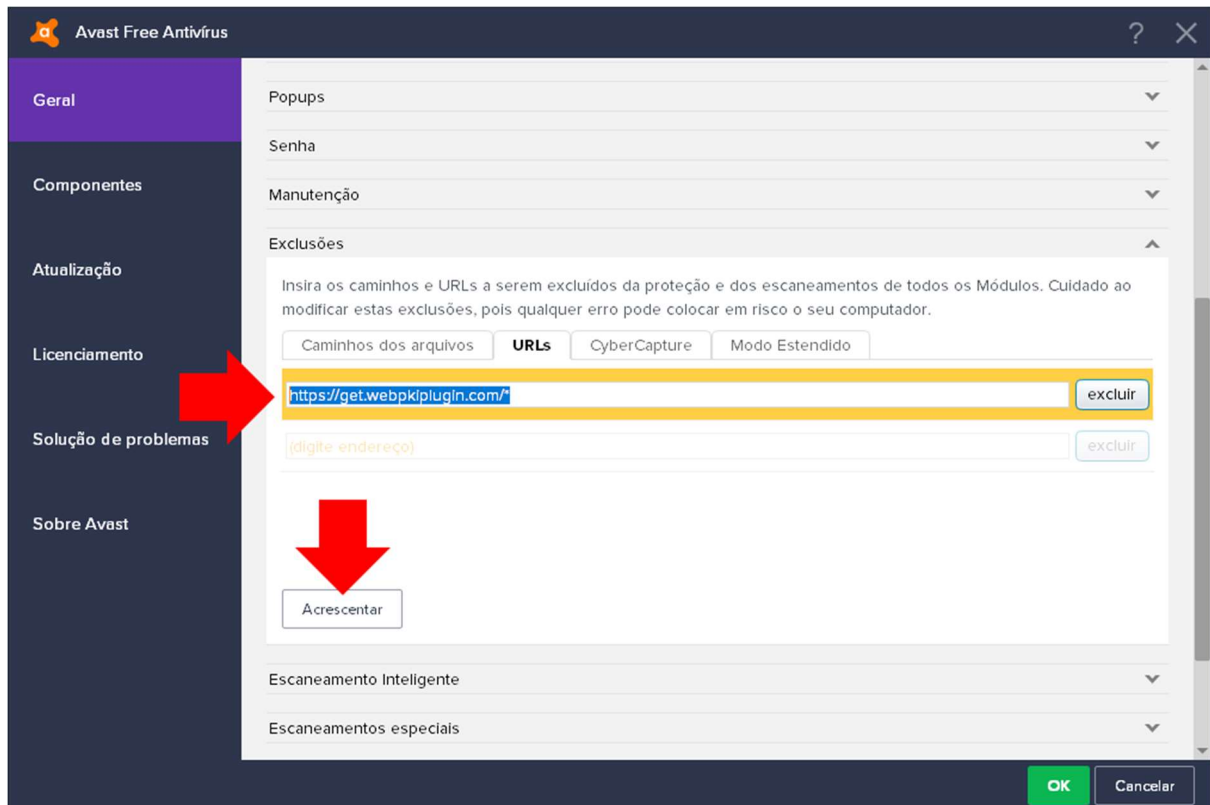 Avast Free Antivírus
?
Geral
Componentes
Atualização
Licenciamento
Solução de problemas
Sobre Avast
Popups
Senha
Manutenção
Exclusões
Insira os caminhos e URLs a serem excluídos da proteção e dos escaneamentos de todos os Módulos. Cuidado ao
modificar estas exclusões, pois qualquer erro pode colocar em risco o seu computador.
Caminhos dos arquivos URLs CyberCapture Modo Estendido
https://get.webpkiplugin.com/* excluir
(digite endereço) excluir
Acrescentar
Escaneamento Inteligente
Escaneamentos especiais
OK Cancelar